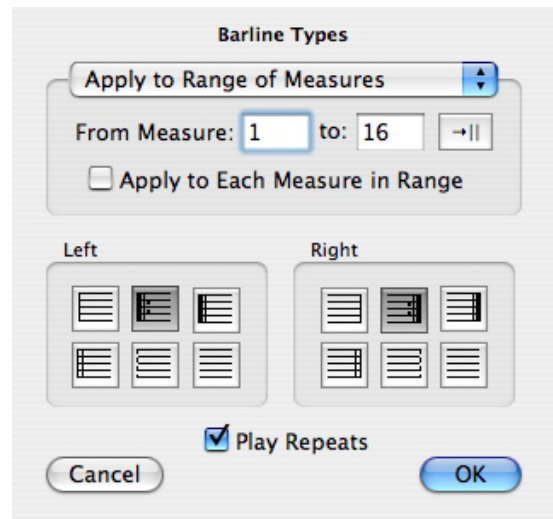 Barline Types
Apply to Range of Measures
From Measure: 1 to: 16
Apply to Each Measure in Range
Left Right
Play Repeats
Cancel OK